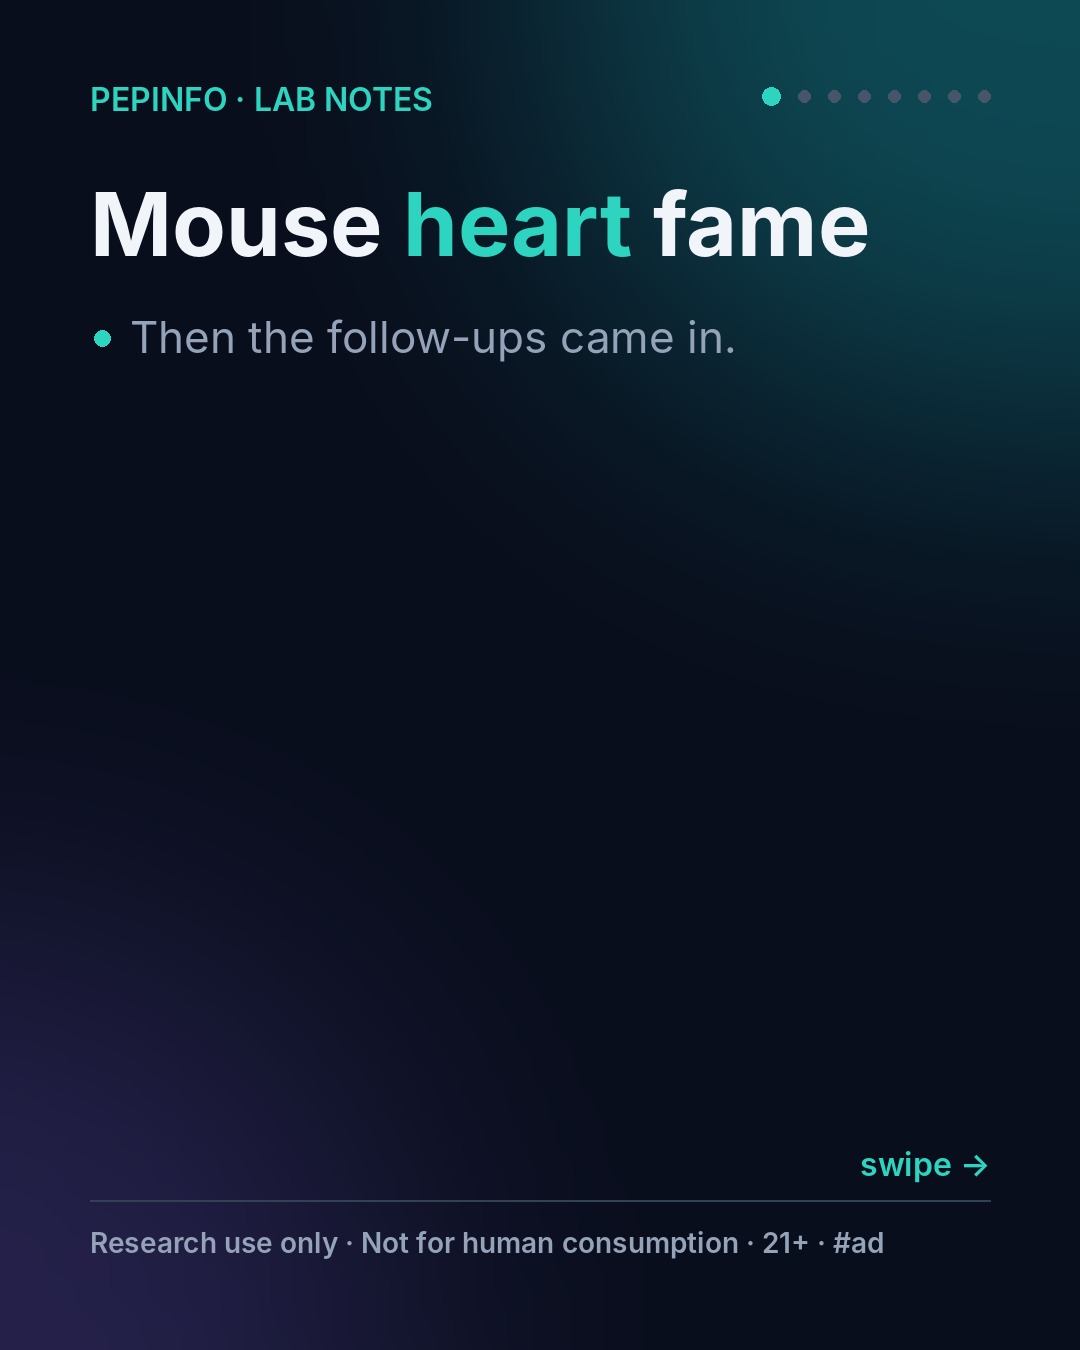 PEPINFO · LAB NOTES
Mouse heart fame
Then the follow-ups came in.
swipe →
Research use only · Not for human consumption · 21+ · #ad